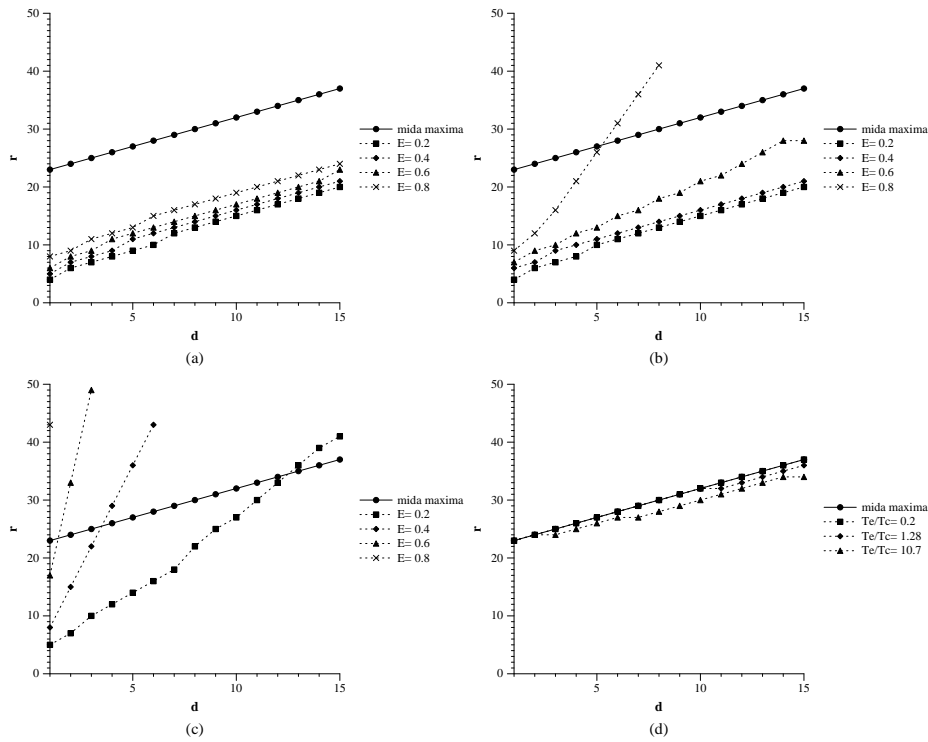 50
40
30
20
10
0
r
5
10
15
d
mida maxima
E= 0.2
E= 0.4
E= 0.6
E= 0.8
(a)
50
40
30
20
10
0
r
5
10
15
d
mida maxima
E= 0.2
E= 0.4
E= 0.6
E= 0.8
(b)
50
40
30
20
10
0
r
5
10
15
d
mida maxima
E= 0.2
E= 0.4
E= 0.6
E= 0.8
(c)
50
40
30
20
10
0
r
5
10
15
d
mida maxima
Te/Tc= 0.2
Te/Tc= 1.28
Te/Tc= 10.7
(d)